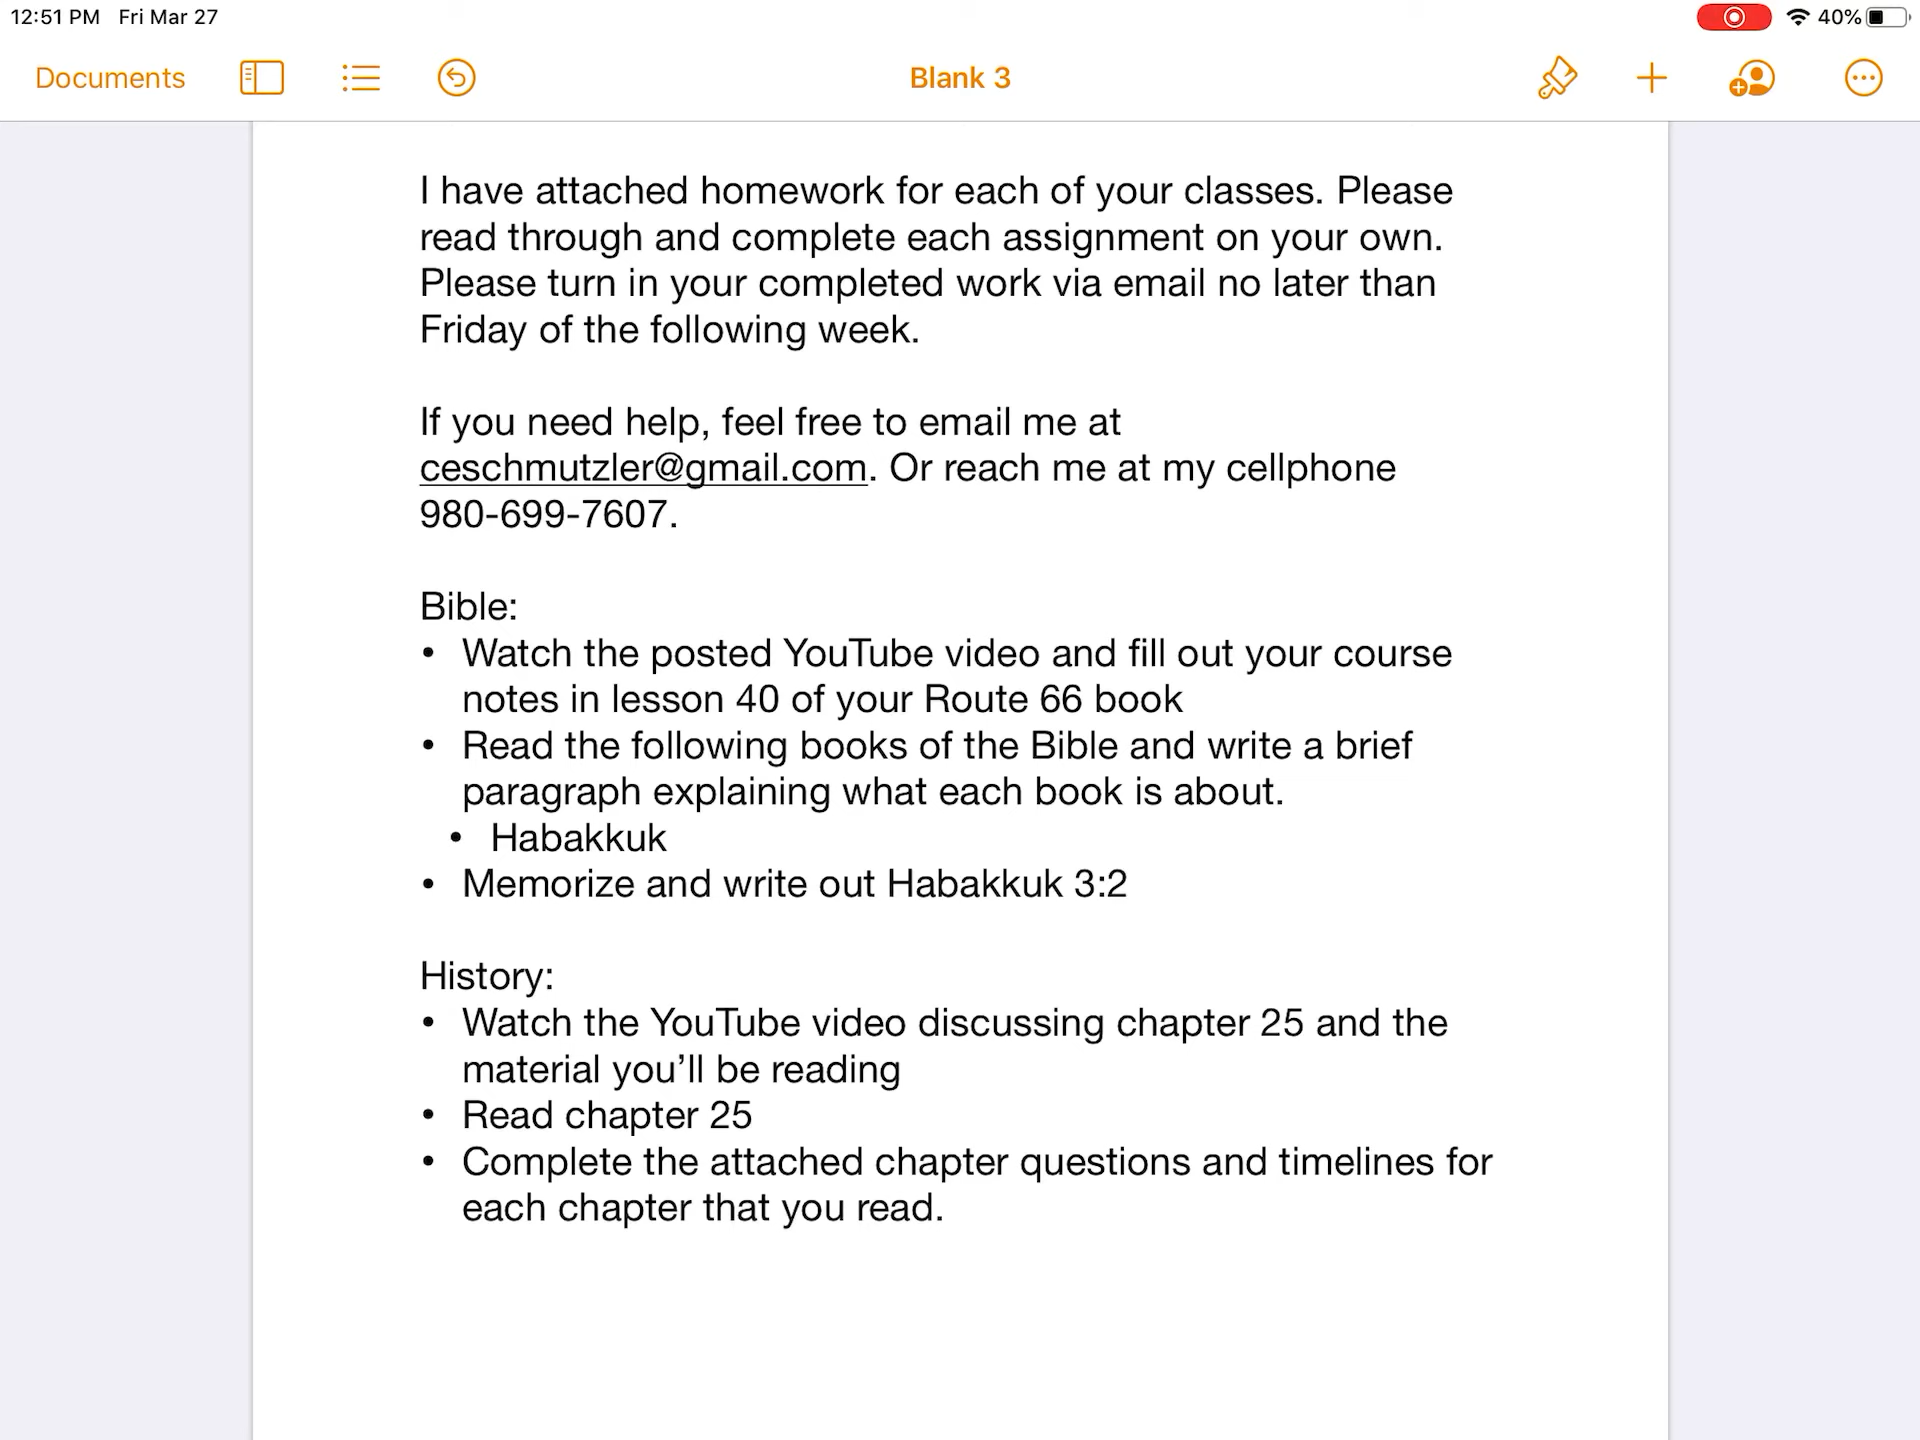 12:51 PM Fri Mar 27
40%
Documents
Blank 3
I have attached homework for each of your classes. Please
read through and complete each assignment on your own.
Please turn in your completed work via email no later than
Friday of the following week.
If you need help, feel free to email me at
ceschmutzler@gmail.com. Or reach me at my cellphone
980-699-7607.
Bible:
• Watch the posted YouTube video and fill out your course
notes in lesson 40 of your Route 66 book
• Read the following books of the Bible and write a brief
paragraph explaining what each book is about.
• Habakkuk
• Memorize and write out Habakkuk 3:2
History:
• Watch the YouTube video discussing chapter 25 and the
material you’ll be reading
• Read chapter 25
• Complete the attached chapter questions and timelines for
each chapter that you read.